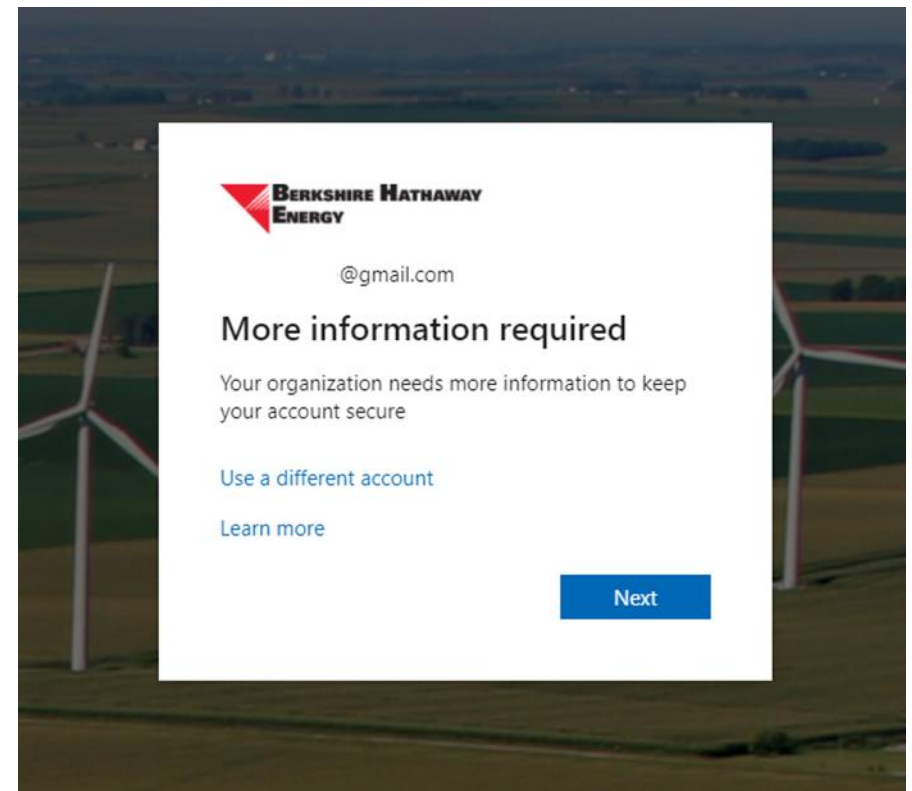 BERKSHIRE HATHAWAY
ENERGY
@gmail.com
More information required
Your organization needs more information to keep
your account secure
Use a different account
Learn more
Next